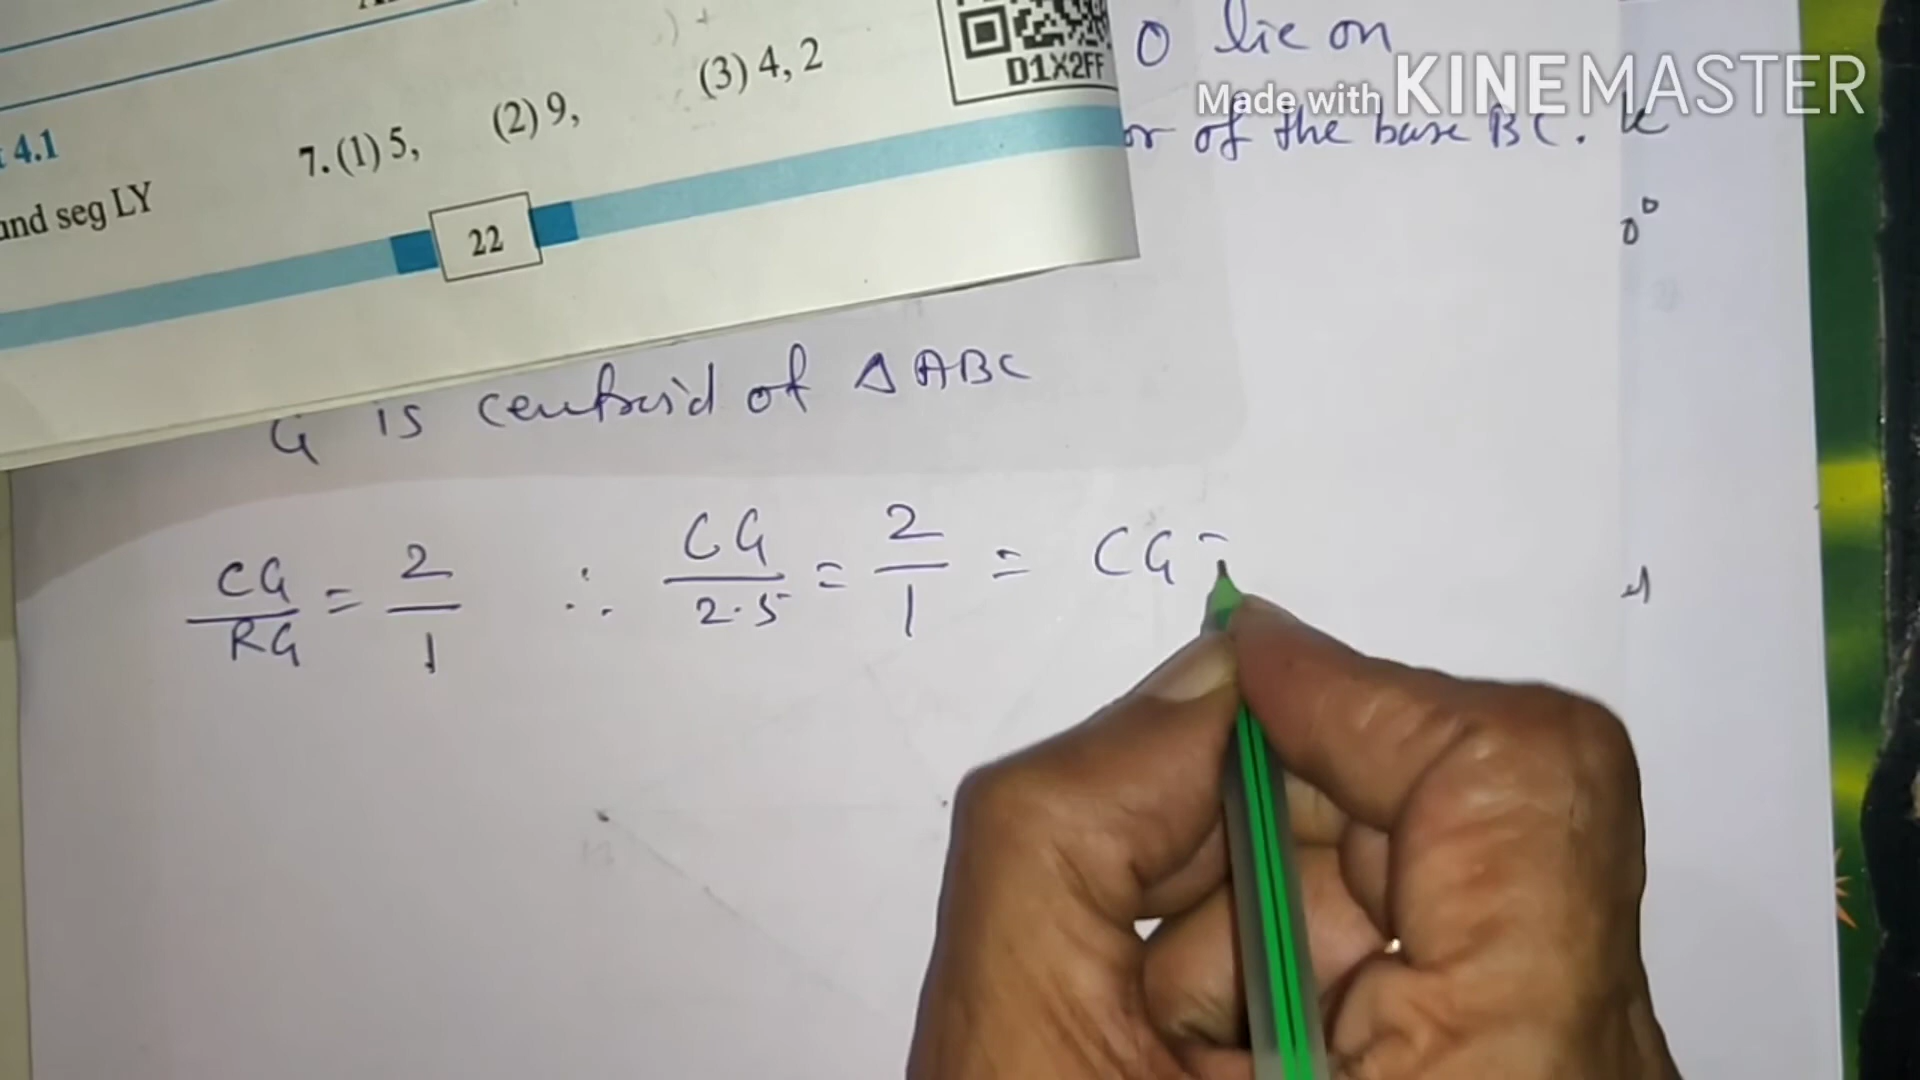 (3) 4, 2
(2) 9,
7. (1) 5,
4.1
and seg LY
22
D1X2FF
O lie on
Made with KINEMASTER
or of the base BC.
0°
G is centroid of △ ABC
CG/RG = 2/1 ∴ CG/2.5 = 2/1 = CG =